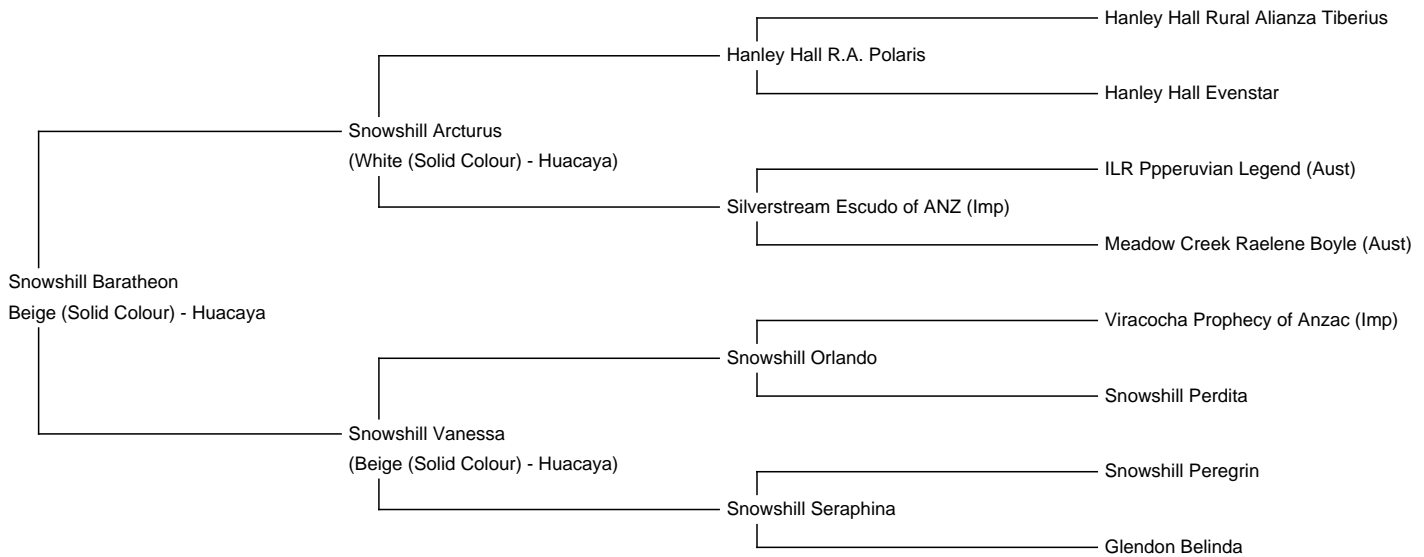 Hanley Hall Rural Alianza Tiberius
Hanley Hall R.A. Polaris
Hanley Hall Evenstar
Snowshill Arcturus
(White (Solid Colour) - Huacaya)
ILR Ppperuvian Legend (Aust)
Silverstream Escudo of ANZ (Imp)
Meadow Creek Raelene Boyle (Aust)
Snowshill Baratheon
Beige (Solid Colour) - Huacaya
Viracocha Prophecy of Anzac (Imp)
Snowshill Orlando
Snowshill Perdita
Snowshill Vanessa
(Beige (Solid Colour) - Huacaya)
Snowshill Peregrin
Snowshill Seraphina
Glendon Belinda